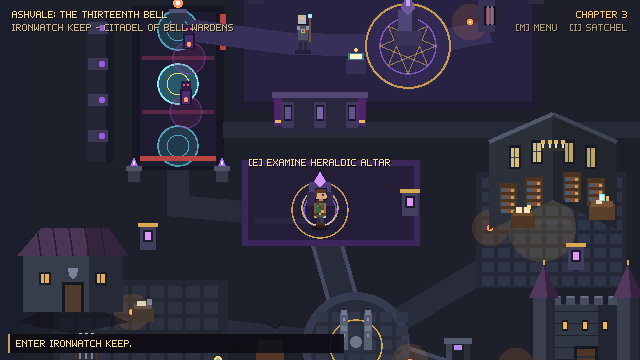 ASHVALE: THE THIRTEENTH BELL
IRONWATCH KEEP - CITADEL OF BELL WARDENS
CHAPTER 3
[M] MENU [I] SATCHEL
[E] EXAMINE HERALDIC ALTAR
ENTER IRONWATCH KEEP.